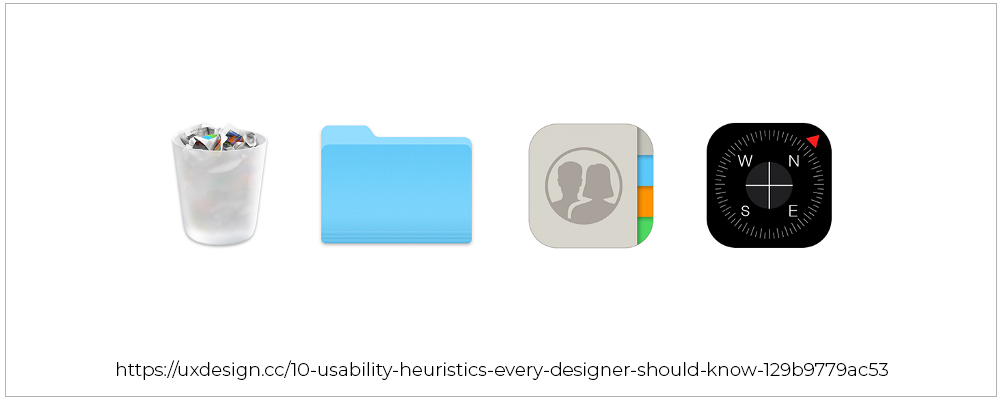 W N
S E
https://uxdesign.cc/10-usability-heuristics-every-designer-should-know-129b9779ac53